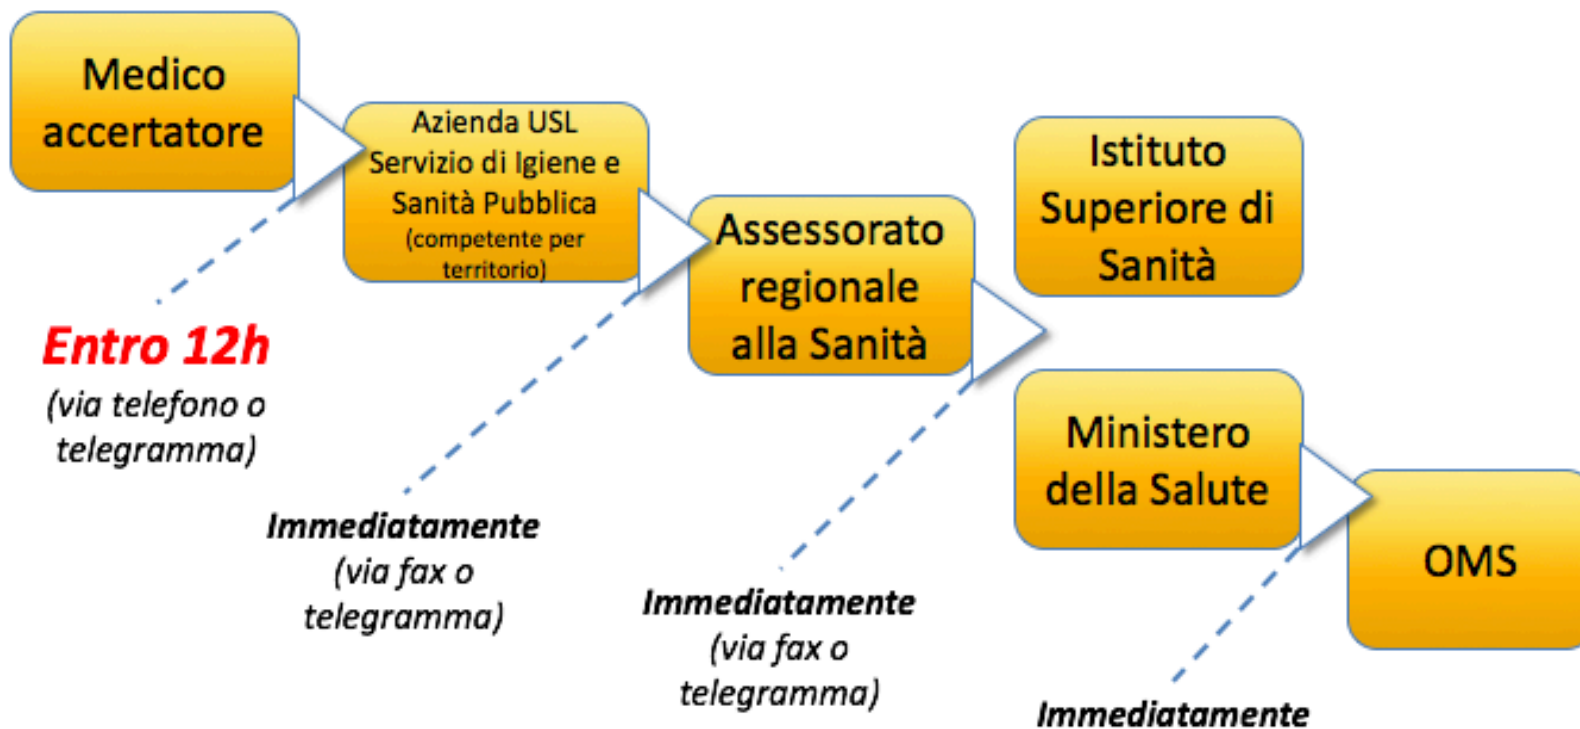 Medico
accertatore
Azienda USL
Servizio di Igiene e
Sanità Pubblica
(competente per
territorio)
Assessorato
regionale
alla Sanità
Istituto
Superiore di
Sanità
Ministero
della Salute
OMS
Entro 12h
(via telefono o
telegramma)
Immediatamente
(via fax o
telegramma)
Immediatamente
(via fax o
telegramma)
Immediatamente